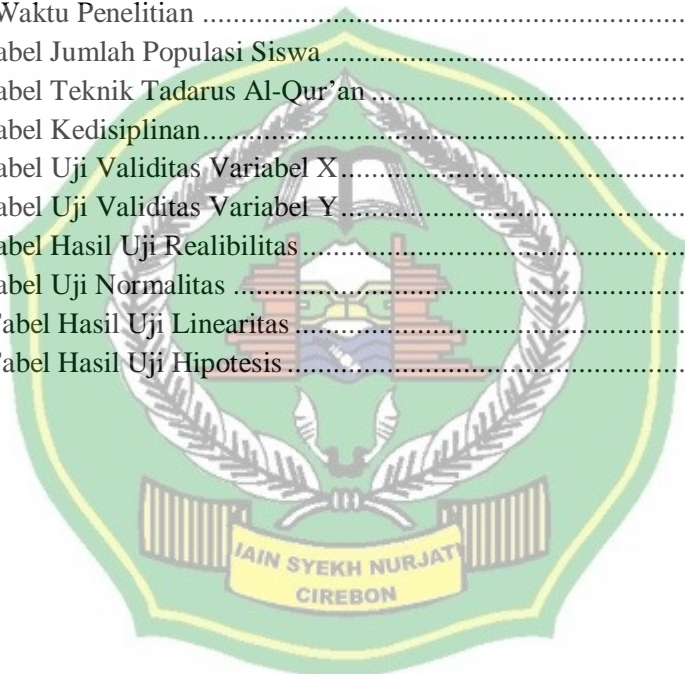 Waktu Penelitian ........................................................................
abel Jumlah Populasi Siswa ......................................................
abel Teknik Tadarus Al-Qur’an ................................................
abel Kedisiplinan.......................................................................
abel Uji Validitas Variabel X.....................................................
abel Uji Validitas Variabel Y.....................................................
abel Hasil Uji Realibilitas ..........................................................
abel Uji Normalitas ...................................................................
abel Hasil Uji Linearitas ...........................................................
abel Hasil Uji Hipotesis ............................................................
IAIN SYEKH NURJATI
CIREBON